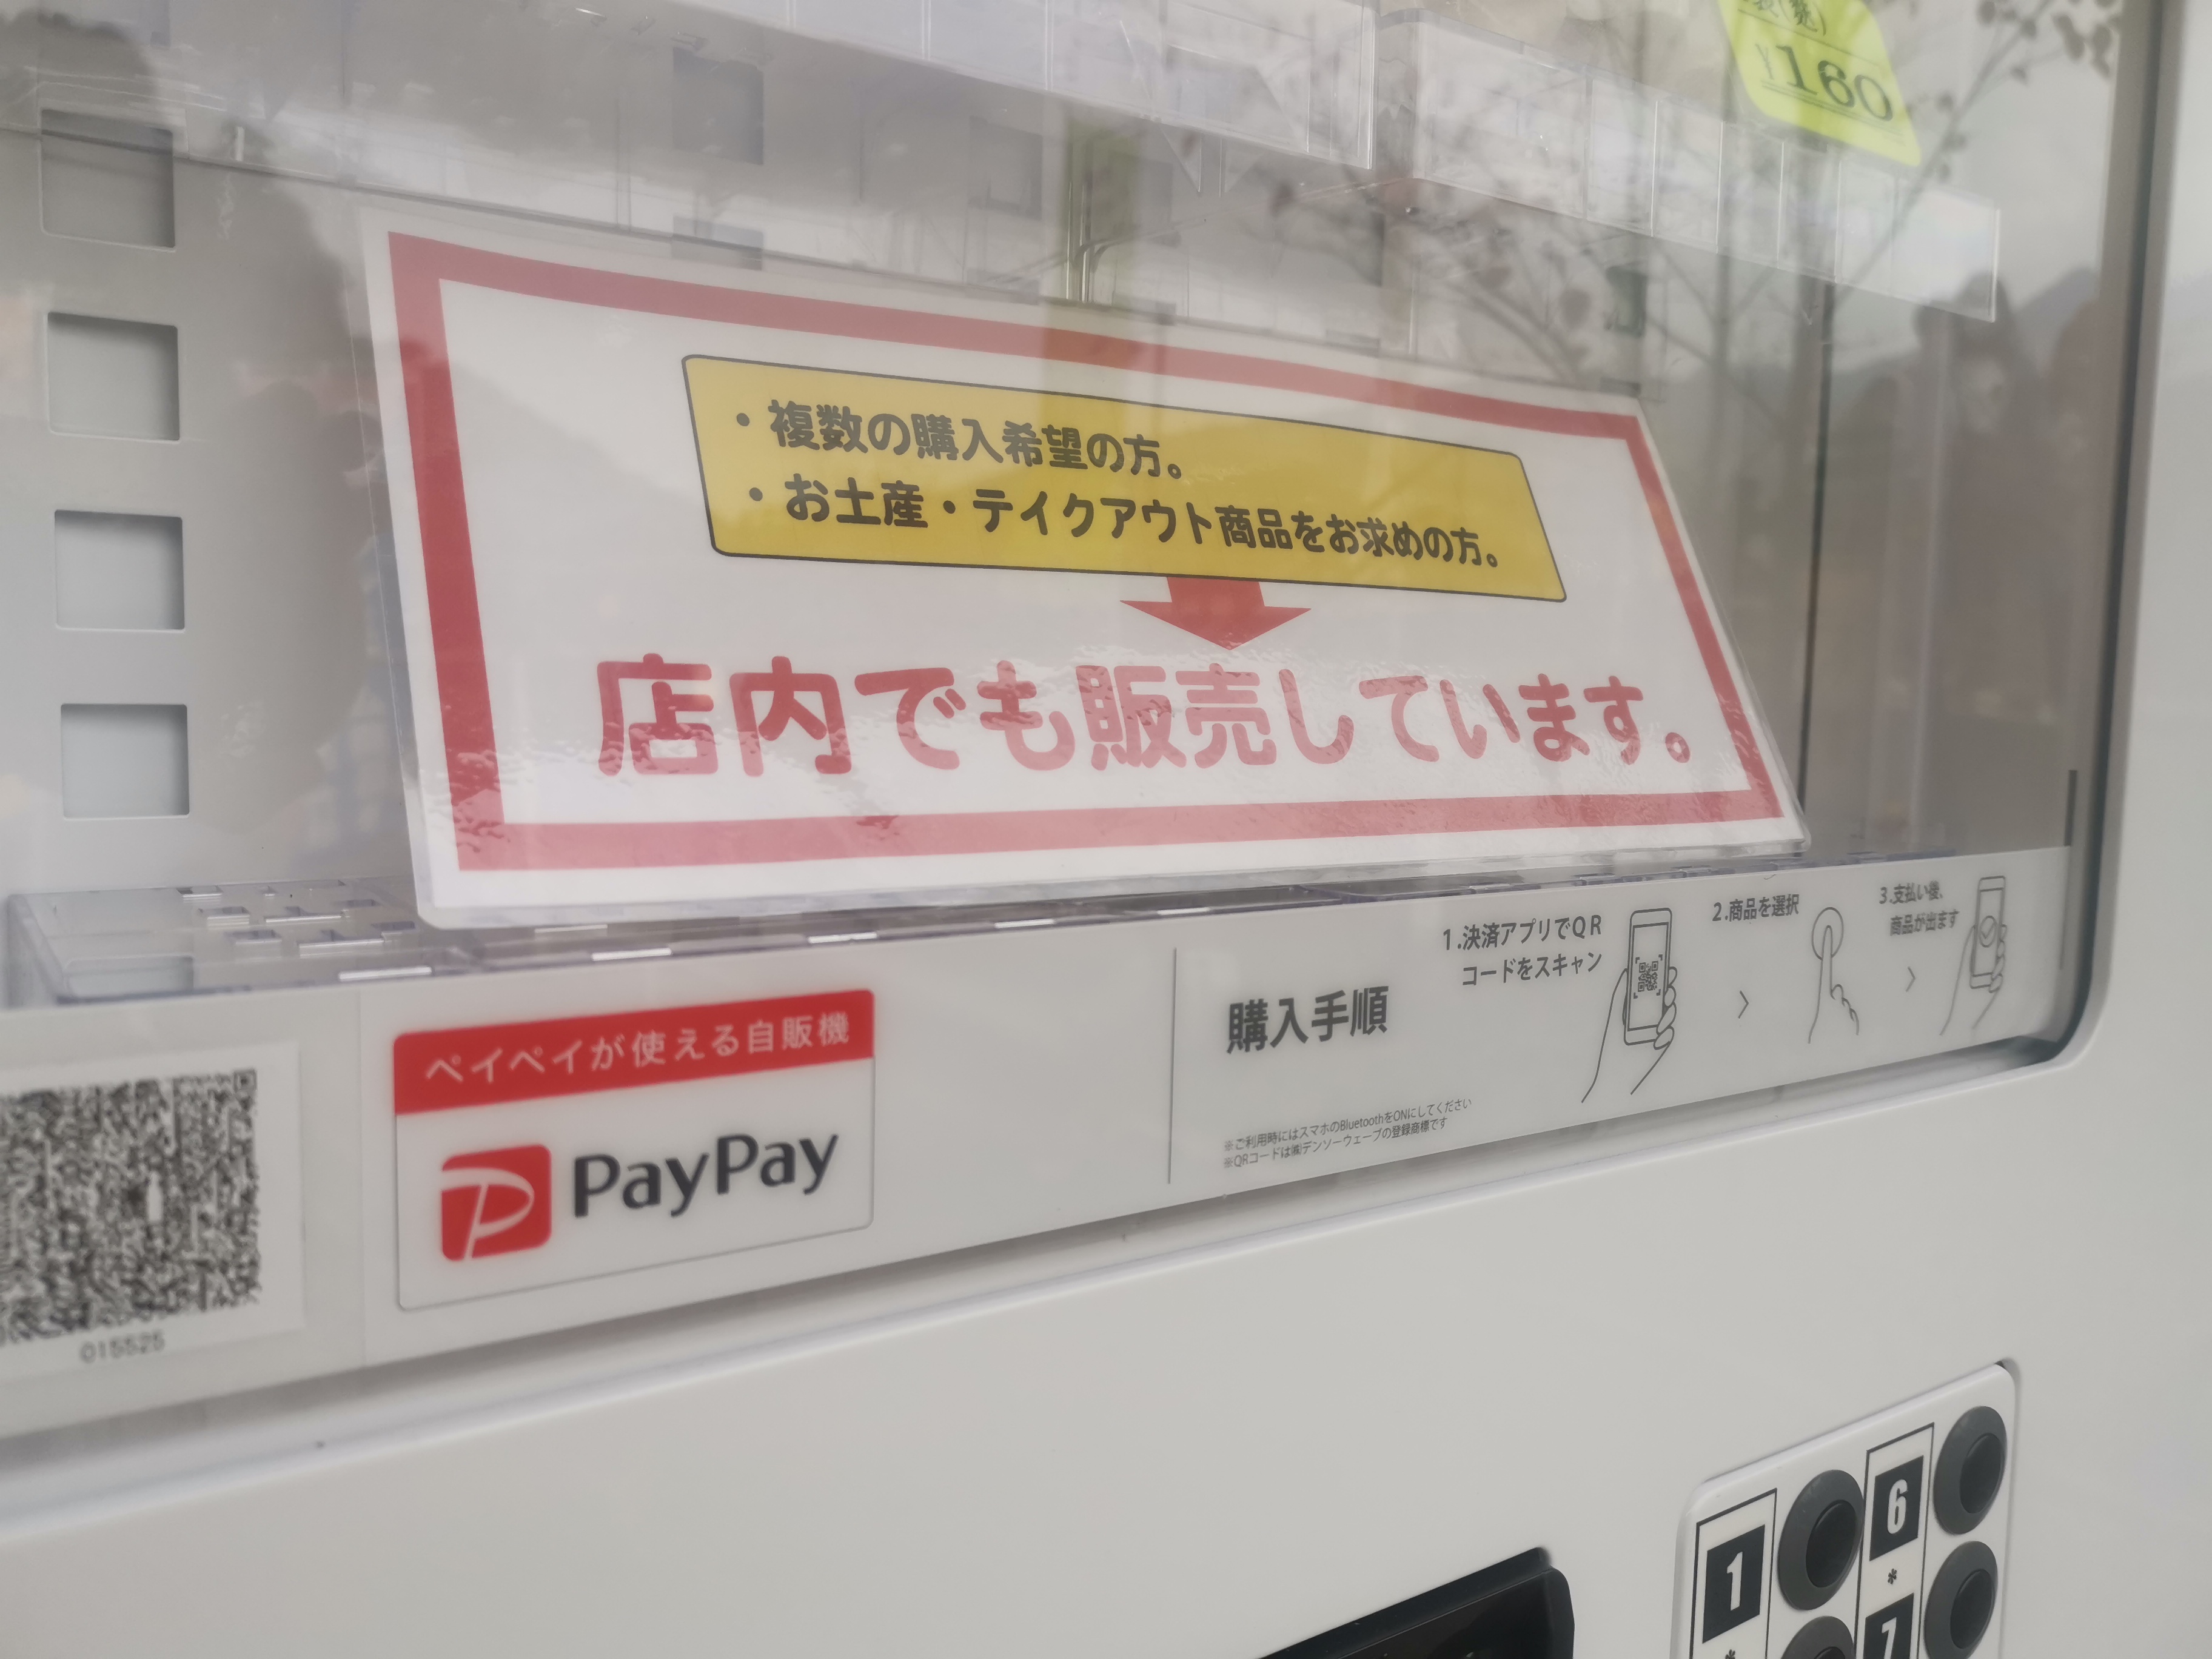 ¥160
・複数の購入希望の方。
・お土産・テイクアウト商品をお求めの方。
店内でも販売しています。
ペイペイが使える自販機
PayPay
015525
購入手順
1.決済アプリでQR
コードをスキャン
2.商品を選択
3.支払い後、
商品が出ます
※ご利用時にはスマホのBluetoothをONにしてください
※QRコードは㈱デンソーウェーブの登録商標です
1
6
7